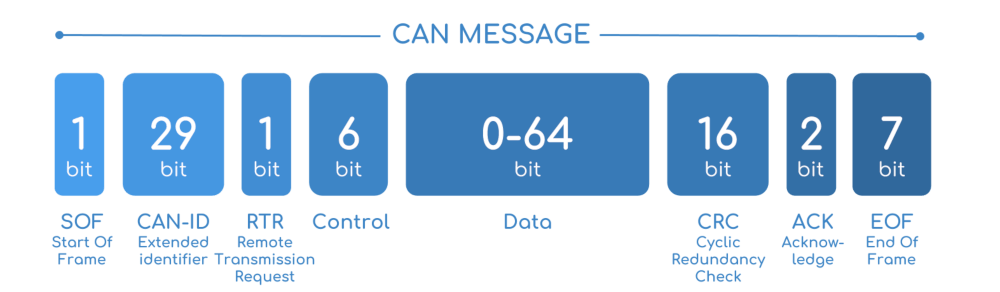 CAN MESSAGE
1
bit
29
bit
1
bit
6
bit
0-64
bit
16
bit
2
bit
7
bit
SOF
Start Of
Frame
CAN-ID
Extended
identifier
RTR
Remote
Transmission
Request
Control
Data
CRC
Cyclic
Redundancy
Check
ACK
Acknow-
ledge
EOF
End Of
Frame